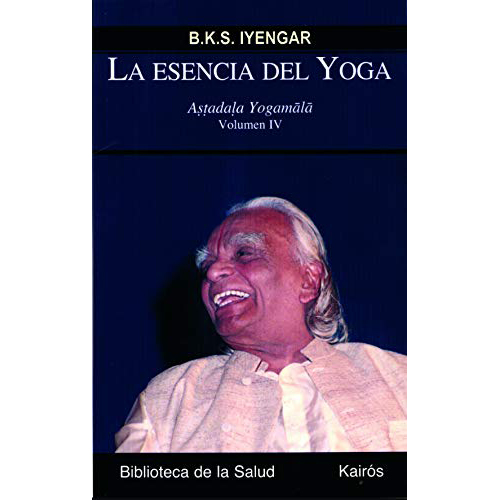 B.K.S. IYENGAR
LA ESENCIA DEL YOGA
Aṣṭadaḷa Yogamālā
Volumen IV
Biblioteca de la Salud Kairós